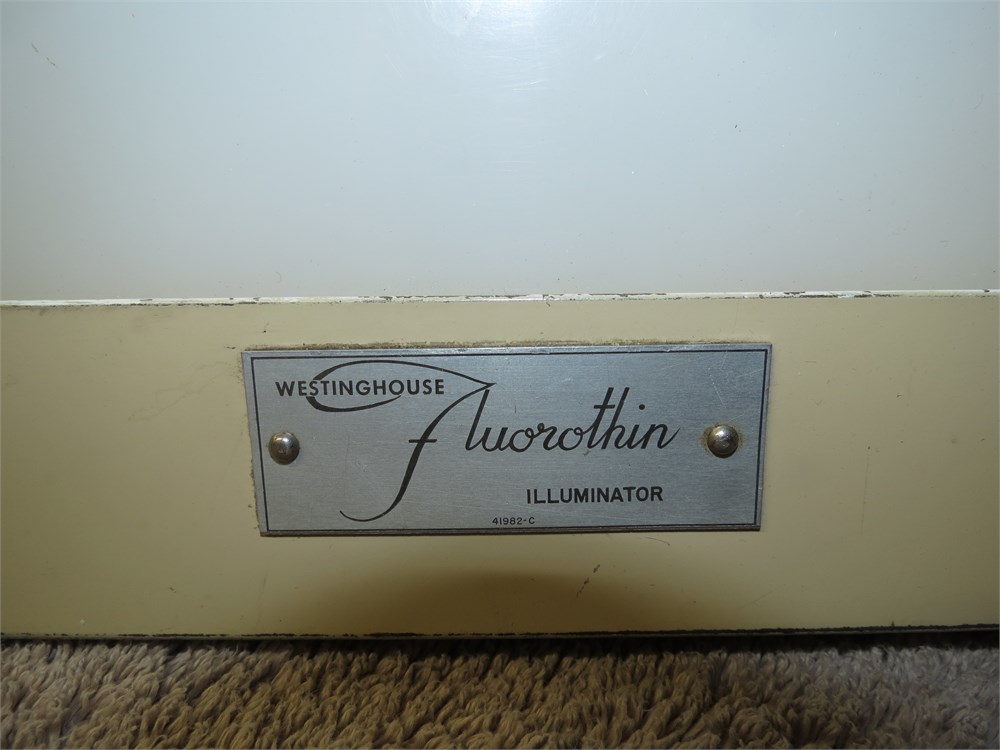 WESTINGHOUSE
fluorothin
ILLUMINATOR
41982-C